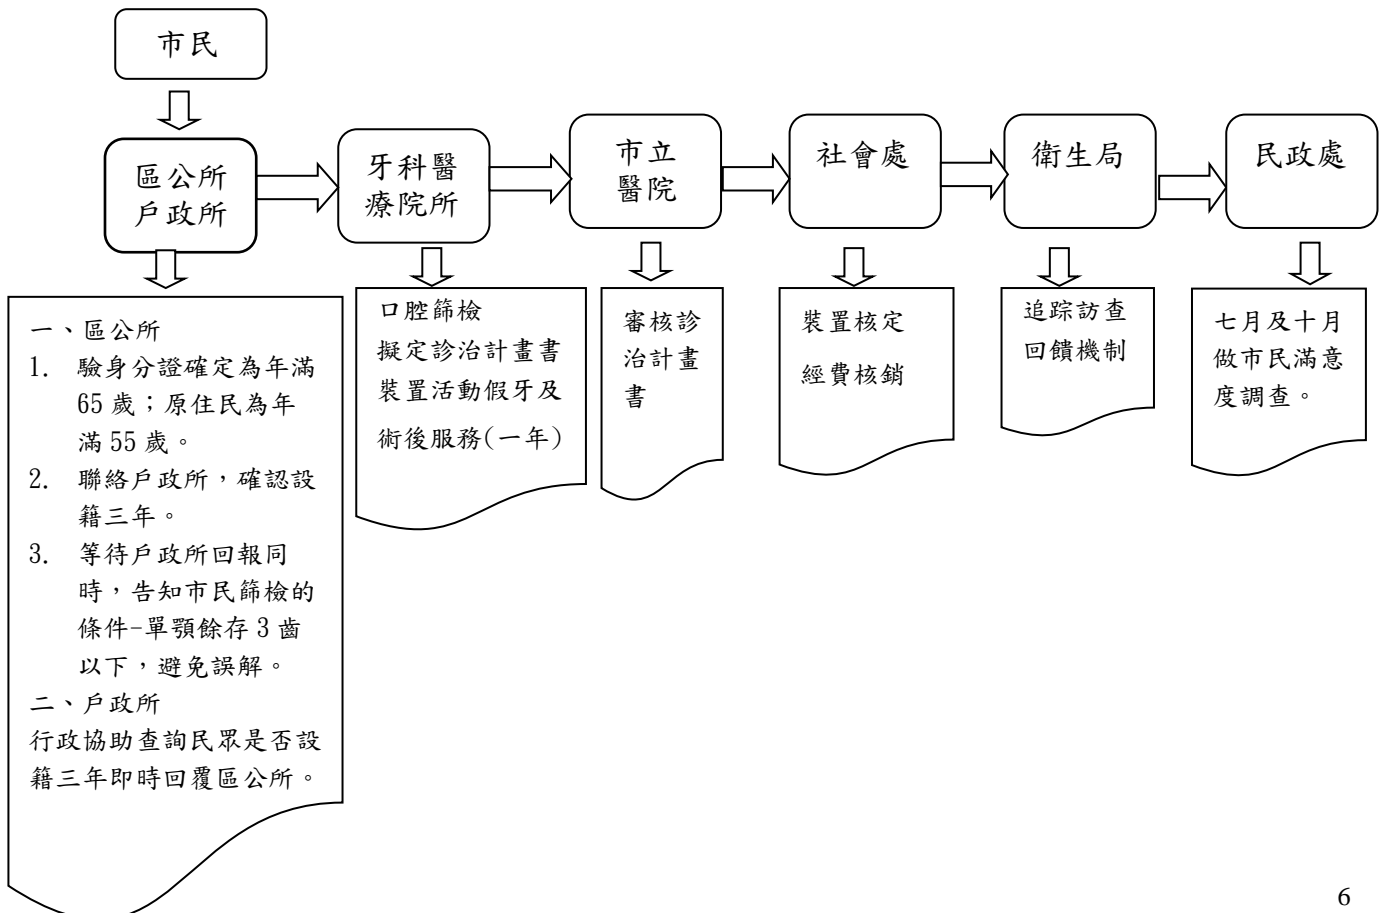 市民
區公所
戶政所
牙科醫
療院所
市立
醫院
社會處
衛生局
民政處
一、區公所
1. 驗身分證確定為年滿
65 歲；原住民為年
滿 55 歲。
2. 聯絡戶政所，確認設
籍三年。
3. 等待戶政所回報同
時，告知市民篩檢的
條件-單顎餘存 3 齒
以下，避免誤解。
二、戶政所
行政協助查詢民眾是否設
籍三年即時回覆區公所。
口腔篩檢
擬定診治計畫書
裝置活動假牙及
術後服務(一年)
審核診
治計畫
書
裝置核定
經費核銷
追踪訪查
回饋機制
七月及十月
做市民滿意
度調查。
6